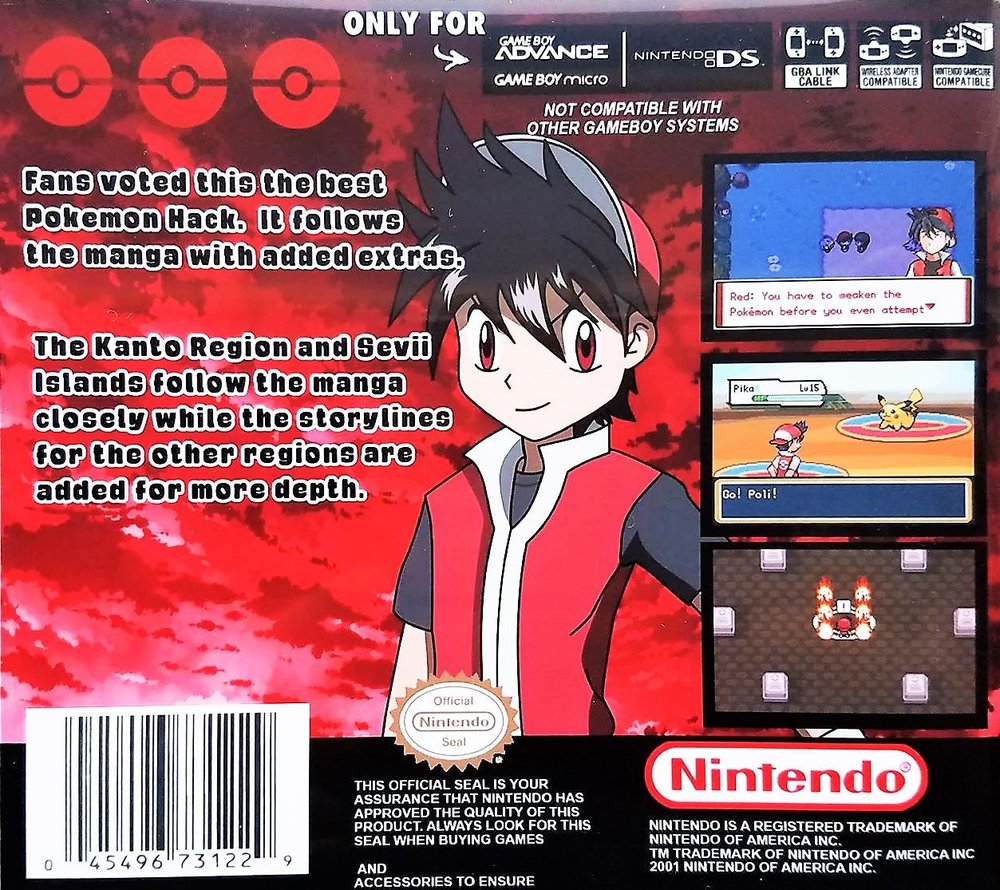 ONLY FOR
GAME BOY
ADVANCE
GAME BOY micro
NINTENDO DS™
GBA LINK
CABLE
WIRELESS ADAPTER
COMPATIBLE
NINTENDO GAMECUBE
COMPATIBLE
NOT COMPATIBLE WITH
OTHER GAMEBOY SYSTEMS
Fans voted this the best
Pokemon Hack. It follows
the manga with added extras.
The Kanto Region and Sevii
Islands follow the manga
closely while the storylines
for the other regions are
added for more depth.
Red: You have to weaken the
Pokémon before you even attempt
Pika Lv15
HP
Go! Poli!
Official
Nintendo
Seal
THIS OFFICIAL SEAL IS YOUR
ASSURANCE THAT NINTENDO HAS
APPROVED THE QUALITY OF THIS
PRODUCT. ALWAYS LOOK FOR THIS
SEAL WHEN BUYING GAMES
AND
ACCESSORIES TO ENSURE
Nintendo®
NINTENDO IS A REGISTERED TRADEMARK OF
NINTENDO OF AMERICA INC.
TM TRADEMARK OF NINTENDO OF AMERICA INC
2001 NINTENDO OF AMERICA INC.
0 45496 73122 9